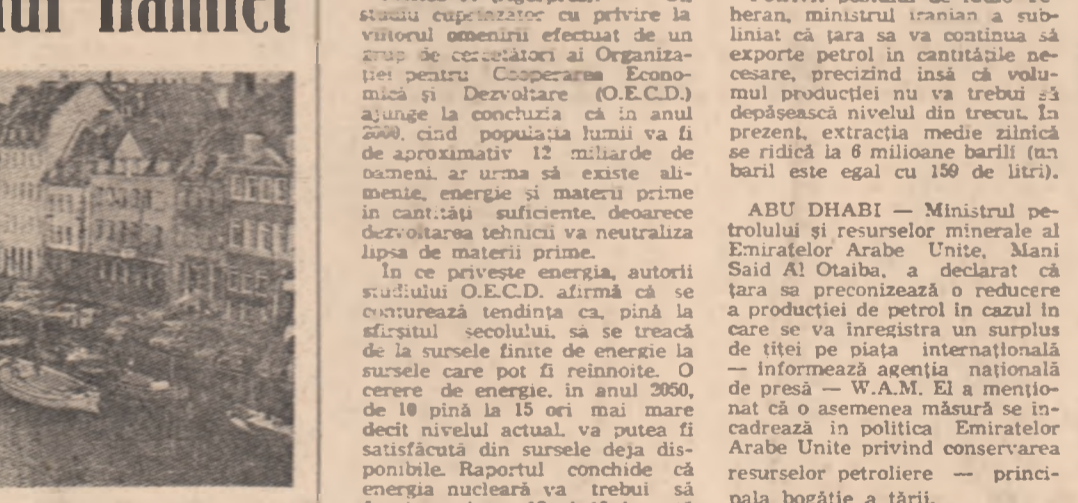 studiu cuprinzător cu privire la
viitorul omenirii efectuat de un
grup de cercetători ai Organiza-
ției pentru Cooperarea Econo-
mică și Dezvoltare (O.E.C.D.)
ajunge la concluzia că în anul
2000, cînd populația lumii va fi
de aproximativ 12 miliarde de
oameni, ar urma să existe ali-
mente, energie și materii prime
în cantități suficiente, deoarece
dezvoltarea tehnicii va neutraliza
lipsa de materii prime.
În ce privește energia, autorii
studiului O.E.C.D. afirmă că se
conturează tendința ca, pînă la
sfîrșitul secolului, să se treacă
de la sursele finite de energie la
sursele care pot fi reînnoite. O
cerere de energie, în anul 2050,
de 10 pînă la 15 ori mai mare
decît nivelul actual, va putea fi
satisfăcută din sursele deja dis-
ponibile. Raportul conchide că
energia nucleară va trebui să
heran, ministrul iranian a sub-
liniat că țara sa va continua să
exporte petrol în cantitățile ne-
cesare, precizînd însă că volu-
mul producției nu va trebui să
depășească nivelul din trecut. În
prezent, extracția medie zilnică
se ridică la 6 milioane barili (un
baril este egal cu 159 de litri).
ABU DHABI — Ministrul pe-
trolului și resurselor minerale al
Emiratelor Arabe Unite, Mani
Said Al Otaiba, a declarat că
țara sa preconizează o reducere
a producției de petrol în cazul în
care se va înregistra un surplus
de țiței pe piața internațională
— informează agenția națională
de presă — W.A.M. El a mențio-
nat că o asemenea măsură se în-
cadrează în politica Emiratelor
Arabe Unite privind conservarea
resurselor petroliere — princi-
pala bogăție a țării.